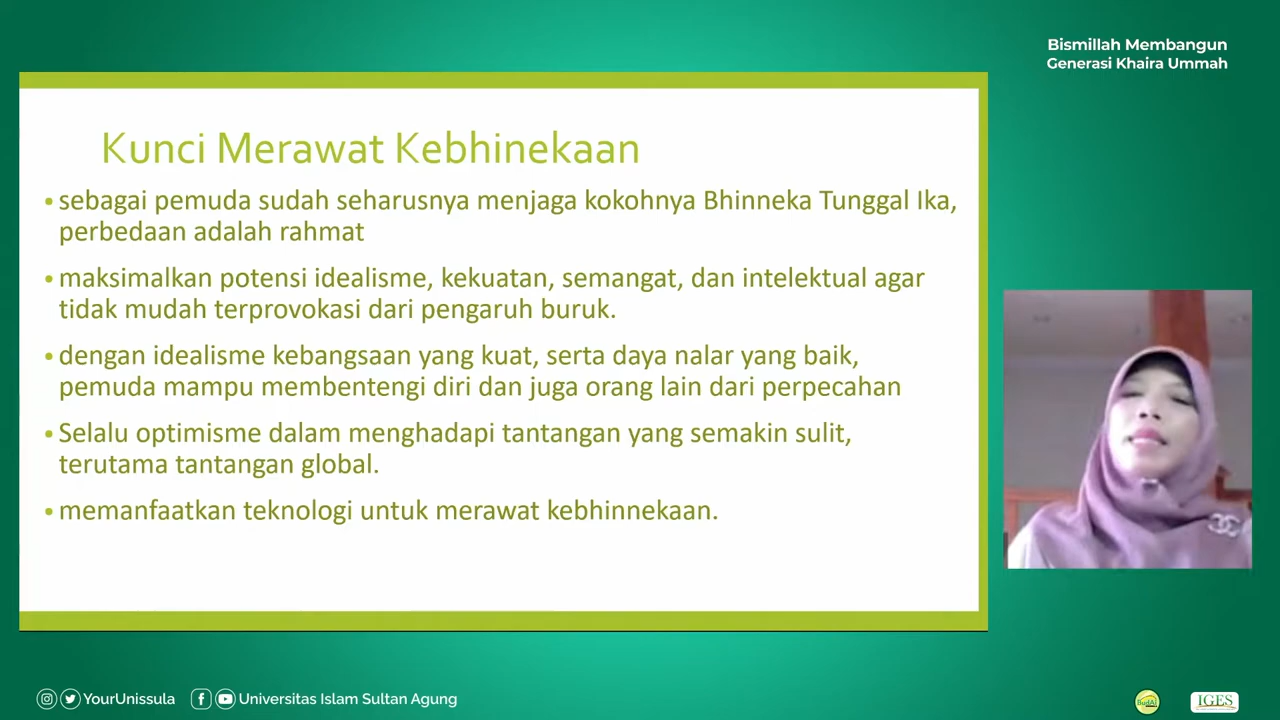 Bismillah Membangun
Generasi Khaira Ummah
Kunci Merawat Kebhinekaan
• sebagai pemuda sudah seharusnya menjaga kokohnya Bhinneka Tunggal Ika,
perbedaan adalah rahmat
• maksimalkan potensi idealisme, kekuatan, semangat, dan intelektual agar
tidak mudah terprovokasi dari pengaruh buruk.
• dengan idealisme kebangsaan yang kuat, serta daya nalar yang baik,
pemuda mampu membentengi diri dan juga orang lain dari perpecahan
• Selalu optimisme dalam menghadapi tantangan yang semakin sulit,
terutama tantangan global.
• memanfaatkan teknologi untuk merawat kebhinnekaan.
YourUnissula
Universitas Islam Sultan Agung
BudAI
IGES